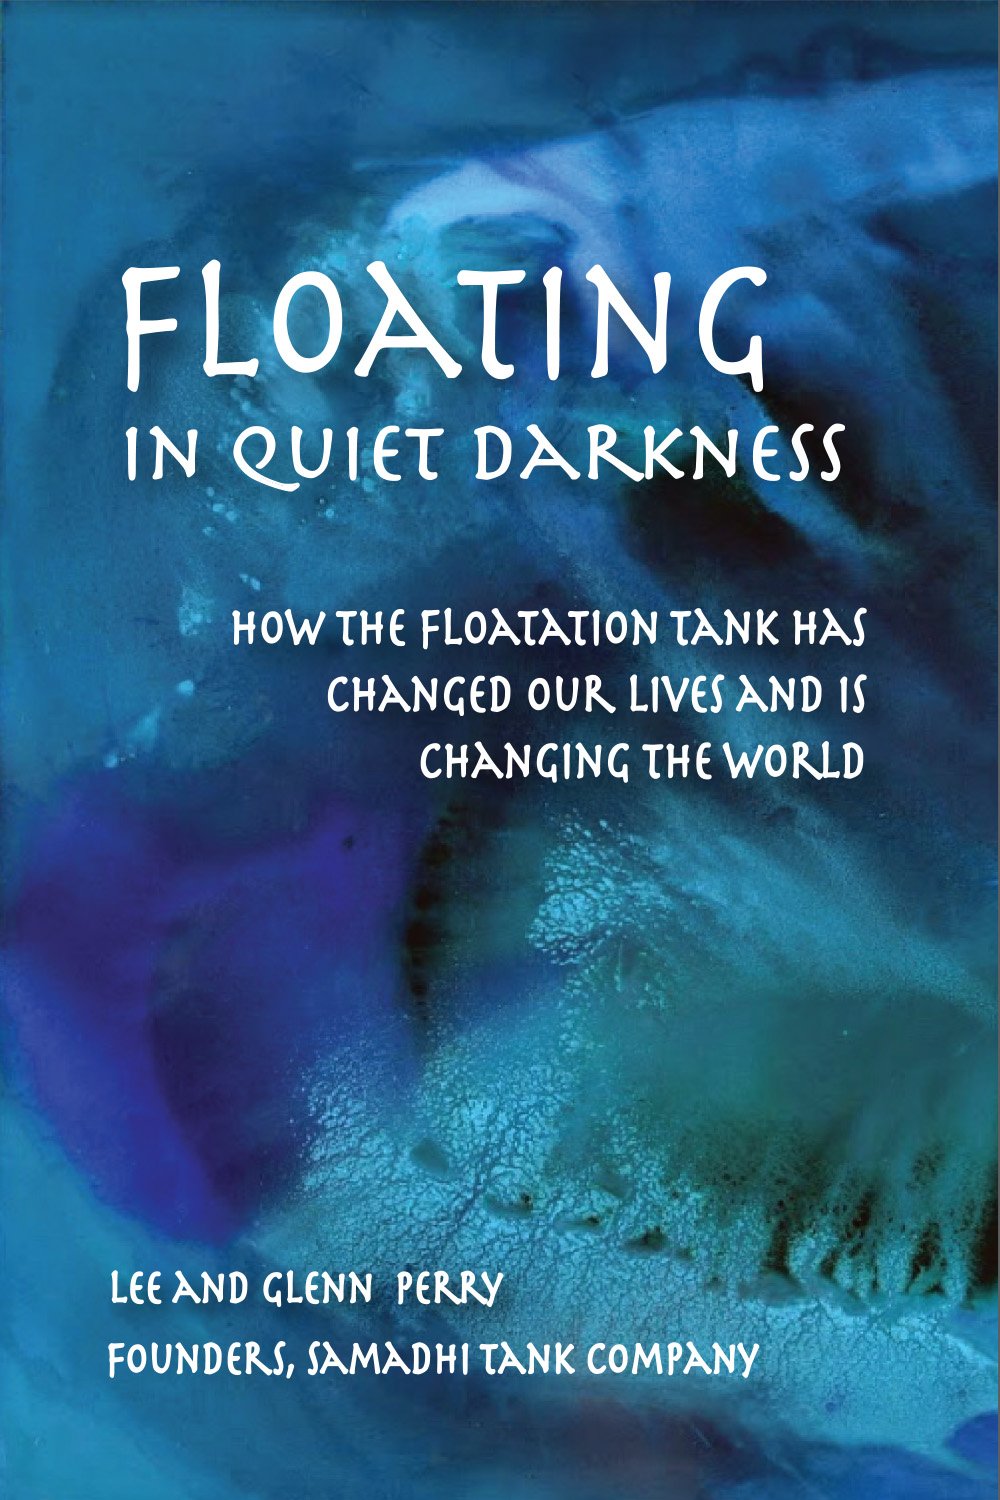 FLOATING
IN QUIET DARKNESS
HOW THE FLOATATION TANK HAS
CHANGED OUR LIVES AND IS
CHANGING THE WORLD
LEE AND GLENN PERRY
FOUNDERS, SAMADHI TANK COMPANY